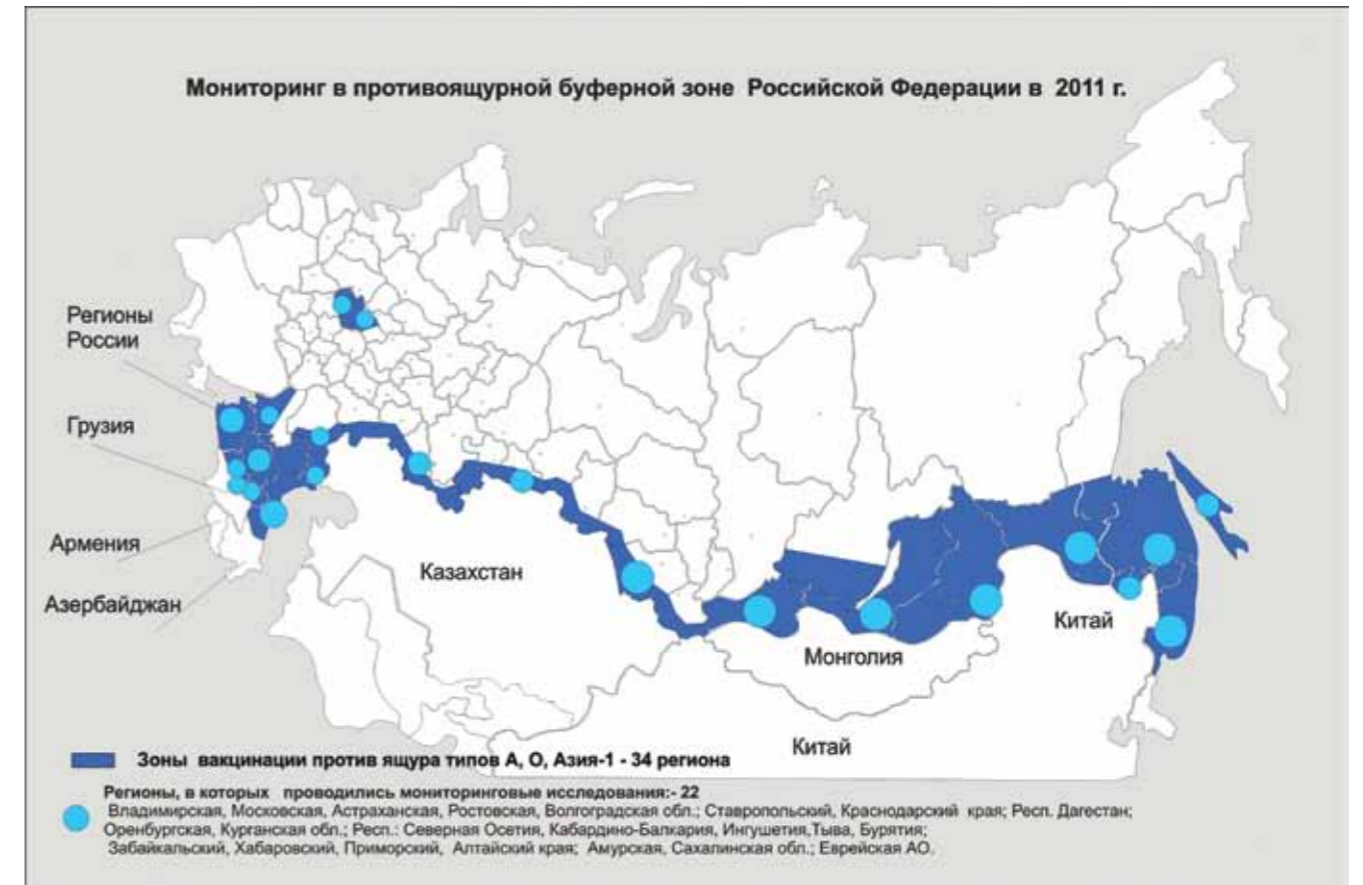 Мониторинг в противоящурной буферной зоне Российской Федерации в 2011 г.
Регионы
России
Грузия
Армения
Азербайджан
Казахстан
Монголия
Китай
Китай
Зоны вакцинации против ящура типов А, О, Азия-1 - 34 региона
Регионы, в которых проводились мониторинговые исследования:- 22
Владимирская, Московская, Астраханская, Ростовская, Волгоградская обл.; Ставропольский, Краснодарский края; Респ. Дагестан;
Оренбургская, Курганская обл.; Респ.: Северная Осетия, Кабардино-Балкария, Ингушетия,Тыва, Бурятия;
Забайкальский, Хабаровский, Приморский, Алтайский края; Амурская, Сахалинская обл.; Еврейская АО.